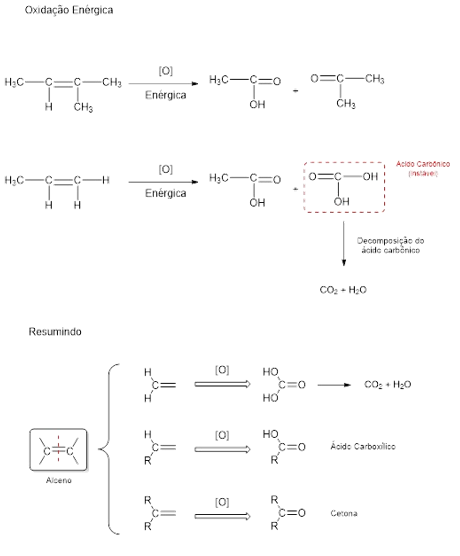 Oxidação Enérgica
H₃C—C=C—CH₃
H
CH₃
[O]
Enérgica
H₃C—C=O
OH
+
O=C—CH₃
CH₃
H₃C—C=C—H
H
H
[O]
Enérgica
H₃C—C=O
OH
+
O=C—OH
OH
Ácido Carbônico
(Instável)
Decomposição do
ácido carbônico
CO₂ + H₂O
Resumindo
C=C
Alceno
H
C=
H
[O]
HO
C=O
HO
CO₂ + H₂O
H
C=
R
[O]
HO
C=O
R
Ácido Carboxílico
R
C=
R
[O]
R
C=O
R
Cetona